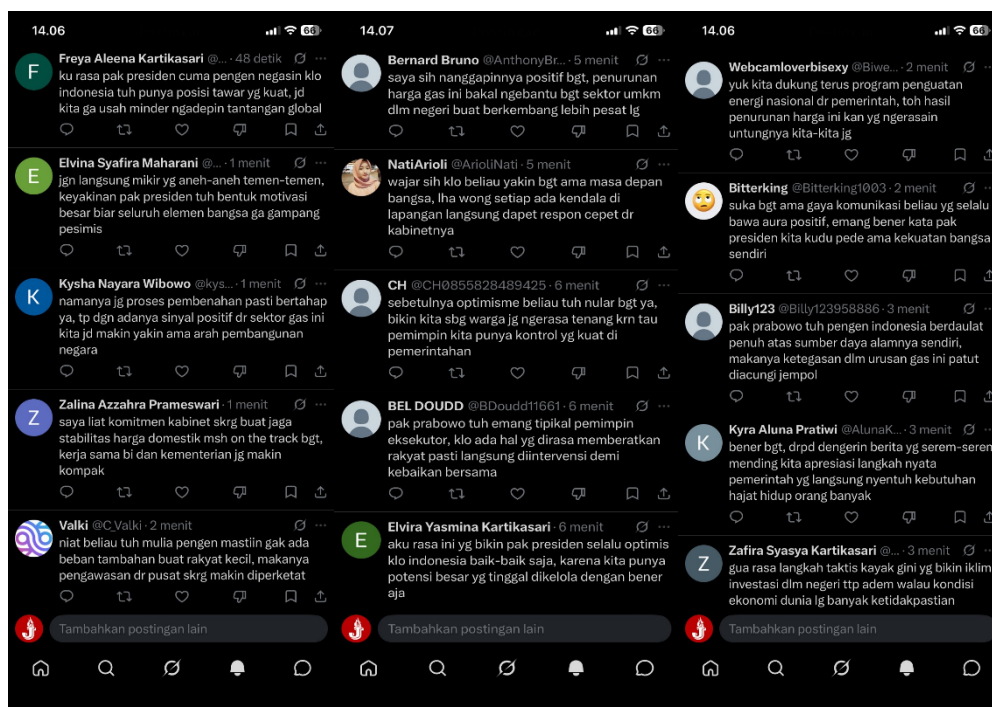 14.06
66
F
Freya Aleena Kartikasari @... · 48 detik
ku rasa pak presiden cuma pengen negasin klo
indonesia tuh punya posisi tawar yg kuat, jd
kita ga usah minder ngadepin tantangan global
E
Elvina Syafira Maharani @... · 1 menit
jgn langsung mikir yg aneh-aneh temen-temen,
keyakinan pak presiden tuh bentuk motivasi
besar biar seluruh elemen bangsa ga gampang
pesimis
K
Kysha Nayara Wibowo @kys... · 1 menit
namanya jg proses pembenahan pasti bertahap
ya, tp dgn adanya sinyal positif dr sektor gas ini
kita jd makin yakin ama arah pembangunan
negara
Z
Zalina Azzahra Prameswari · 1 menit
saya liat komitmen kabinet skrg buat jaga
stabilitas harga domestik msh on the track bgt,
kerja sama bi dan kementerian jg makin
kompak
Valki @C_Valki · 2 menit
niat beliau tuh mulia pengen mastiin gak ada
beban tambahan buat rakyat kecil, makanya
pengawasan dr pusat skrg makin diperketat
Tambahkan postingan lain
14.07
66
Bernard Bruno @AnthonyBr... · 5 menit
saya sih nanggapinnya positif bgt, penurunan
harga gas ini bakal ngebantu bgt sektor umkm
dlm negeri buat berkembang lebih pesat lg
NatiArioli @ArioliNati · 5 menit
wajar sih klo beliau yakin bgt ama masa depan
bangsa, lha wong setiap ada kendala di
lapangan langsung dapet respon cepet dr
kabinetnya
CH @CH0855828489425 · 6 menit
sebetulnya optimisme beliau tuh nular bgt ya,
bikin kita sbg warga jg ngerasa tenang krn tau
pemimpin kita punya kontrol yg kuat di
pemerintahan
BEL DOUDD @BDoudd11661 · 6 menit
pak prabowo tuh emang tipikal pemimpin
eksekutor, klo ada hal yg dirasa memberatkan
rakyat pasti langsung diintervensi demi
kebaikan bersama
E
Elvira Yasmina Kartikasari · 6 menit
aku rasa ini yg bikin pak presiden selalu optimis
klo indonesia baik-baik saja, karena kita punya
potensi besar yg tinggal dikelola dengan bener
aja
Tambahkan postingan lain
14.06
66
Webcamloverbisexy @Biwe... · 2 menit
yuk kita dukung terus program penguatan
energi nasional dr pemerintah, toh hasil
penurunan harga ini kan yg ngerasain
untungnya kita-kita jg
Bitterking @Bitterking1003 · 2 menit
suka bgt ama gaya komunikasi beliau yg selalu
bawa aura positif, emang bener kata pak
presiden kita kudu pede ama kekuatan bangsa
sendiri
Billy123 @Billy123958886 · 3 menit
pak prabowo tuh pengen indonesia berdaulat
penuh atas sumber daya alamnya sendiri,
makanya ketegasan dlm urusan gas ini patut
diacungi jempol
K
Kyra Aluna Pratiwi @AlunaK... · 3 menit
bener bgt, drpd dengerin berita yg serem-serem
mending kita apresiasi langkah nyata
pemerintah yg langsung nyentuh kebutuhan
hajat hidup orang banyak
Z
Zafira Syasya Kartikasari @... · 3 menit
gua rasa langkah taktis kayak gini yg bikin iklim
investasi dlm negeri ttp adem walau kondisi
ekonomi dunia lg banyak ketidakpastian
Tambahkan postingan lain